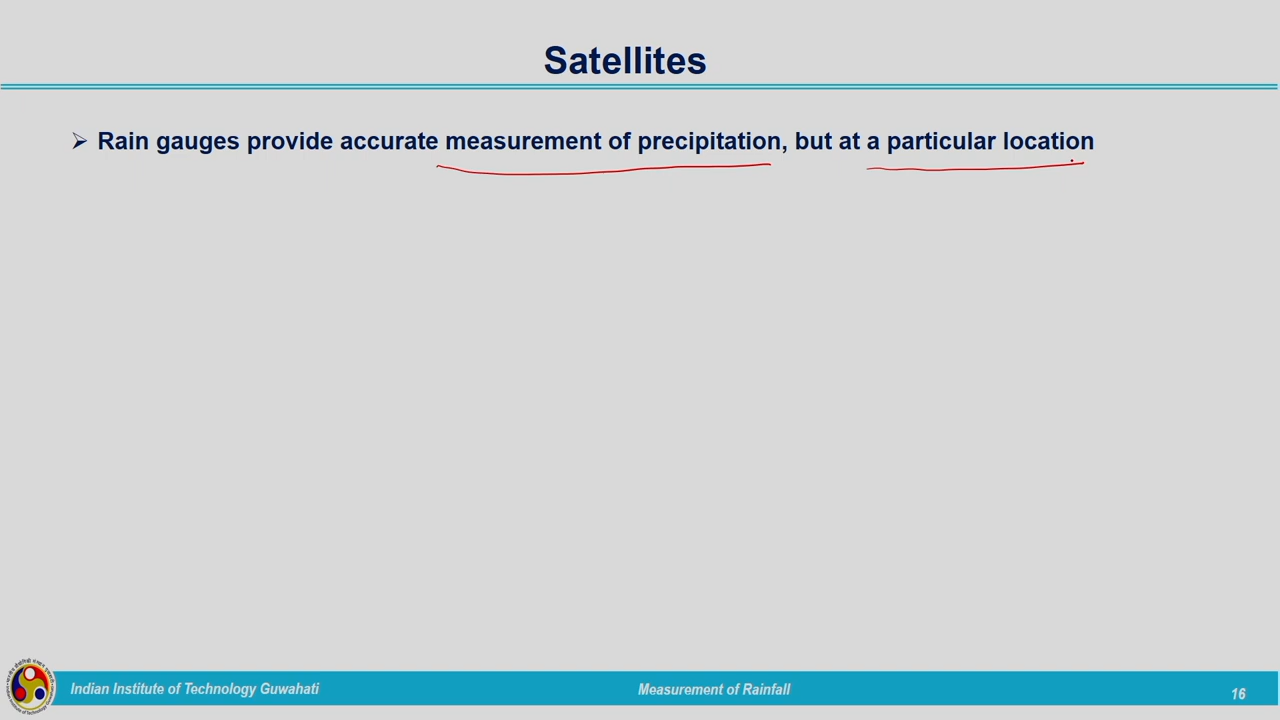 Satellites
➢ Rain gauges provide accurate measurement of precipitation, but at a particular location
Indian Institute of Technology Guwahati
Measurement of Rainfall
16